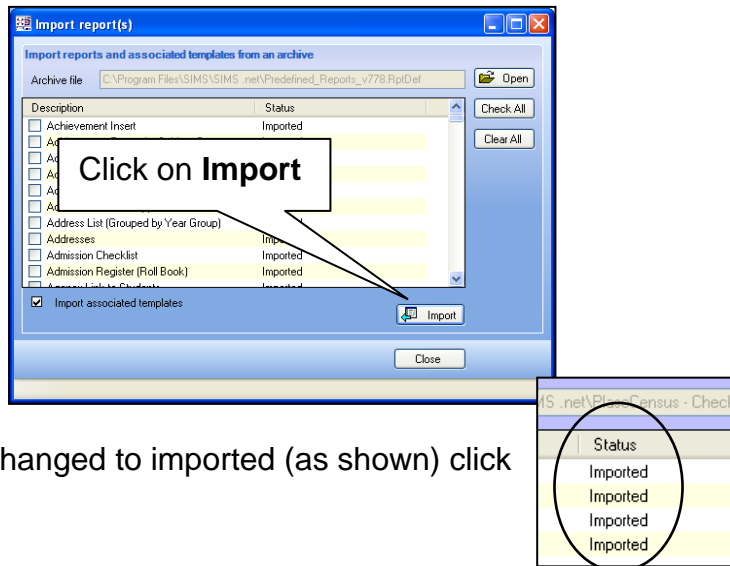 Import report(s)
Import reports and associated templates from an archive
Archive file C:\Program Files\SIMS\SIMS .net\Predefined_Reports_v778.RptDef Open
Description Status Check All
Achievement Insert Imported
Clear All
Click on Import
Address List (Grouped by Year Group)
Addresses
Admission Checklist Imported
Admission Register (Roll Book) Imported
Import associated templates
Import
Close
.net\PlascCensus - Check
Status
hanged to imported (as shown) click
Imported
Imported
Imported
Imported